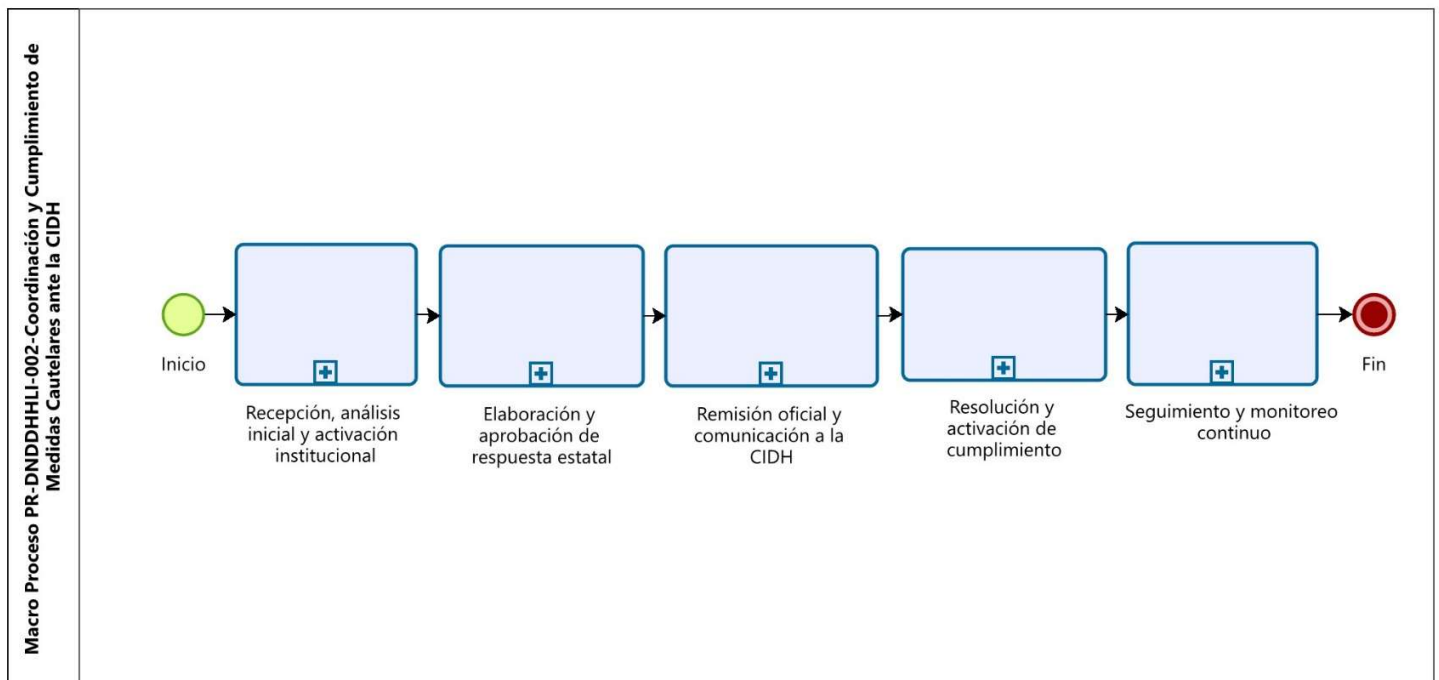 Macro Proceso PR-DNDDHHLI-002-Coordinación y Cumplimiento de
Medidas Cautelares ante la CIDH
Inicio
Recepción, análisis
inicial y activación
institucional
Elaboración y
aprobación de
respuesta estatal
Remisión oficial y
comunicación a la
CIDH
Resolución y
activación de
cumplimiento
Seguimiento y monitoreo
continuo
Fin